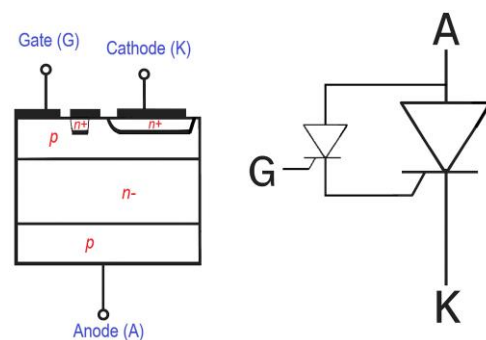 Gate (G)
Cathode (K)
n+
n+
p
n-
p
Anode (A)
A
G
K